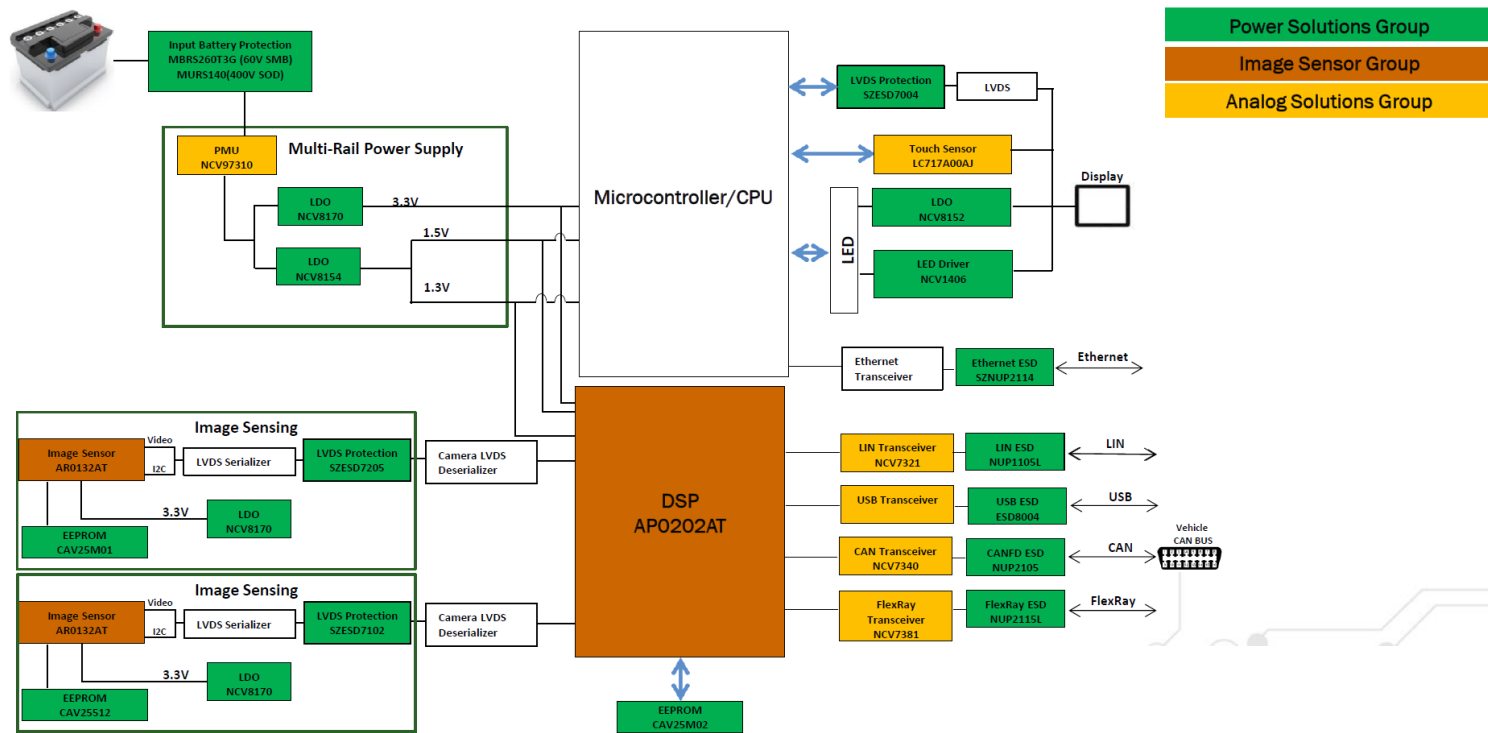 Power Solutions Group
Image Sensor Group
Analog Solutions Group
Input Battery Protection
MBRS260T3G (60V SMB)
MURS140(400V SOD)
Multi-Rail Power Supply
PMU
NCV97310
LDO
NCV8170
3.3V
LDO
NCV8154
1.5V
1.3V
Microcontroller/CPU
LVDS Protection
SZESD7004
LVDS
Touch Sensor
LC717A00AJ
Display
LED
LDO
NCV8152
LED Driver
NCV1406
Ethernet
Transceiver
Ethernet ESD
SZNUP2114
Ethernet
Image Sensing
Image Sensor
AR0132AT
Video
I2C
LVDS Serializer
LVDS Protection
SZESD7205
Camera LVDS
Deserializer
3.3V
LDO
NCV8170
EEPROM
CAV25M01
Image Sensing
Image Sensor
AR0132AT
Video
I2C
LVDS Serializer
LVDS Protection
SZESD7102
Camera LVDS
Deserializer
3.3V
LDO
NCV8170
EEPROM
CAV25512
DSP
AP0202AT
EEPROM
CAV25M02
LIN Transceiver
NCV7321
LIN ESD
NUP1105L
LIN
USB Transceiver
USB ESD
ESD8004
USB
CAN Transceiver
NCV7340
CANFD ESD
NUP2105
CAN
Vehicle
CAN BUS
FlexRay
Transceiver
NCV7381
FlexRay ESD
NUP2115L
FlexRay